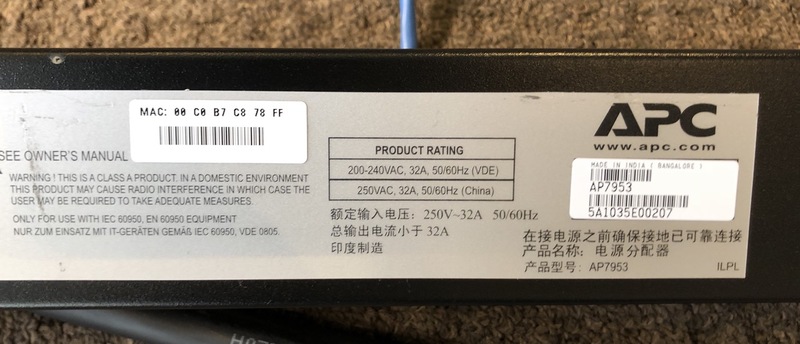 MAC: 00 C0 B7 C8 78 FF
SEE OWNER'S MANUAL
WARNING ! THIS IS A CLASS A PRODUCT. IN A DOMESTIC ENVIRONMENT
THIS PRODUCT MAY CAUSE RADIO INTERFERENCE IN WHICH CASE THE
USER MAY BE REQUIRED TO TAKE ADEQUATE MEASURES.
ONLY FOR USE WITH IEC 60950, EN 60950 EQUIPMENT
NUR ZUM EINSATZ MIT IT-GERÄTEN GEMÄS IEC 60950, VDE 0805.
PRODUCT RATING
200-240VAC, 32A, 50/60Hz (VDE)
250VAC, 32A, 50/60Hz (China)
额定输入电压: 250V~32A 50/60Hz
总输出电流小于 32A
印度制造
APC
www.apc.com
MADE IN INDIA ( BANGALORE )
AP7953
5A1035E00207
在接电源之前确保接地已可靠连接
产品名称: 电源分配器
产品型号: AP7953
ILPL